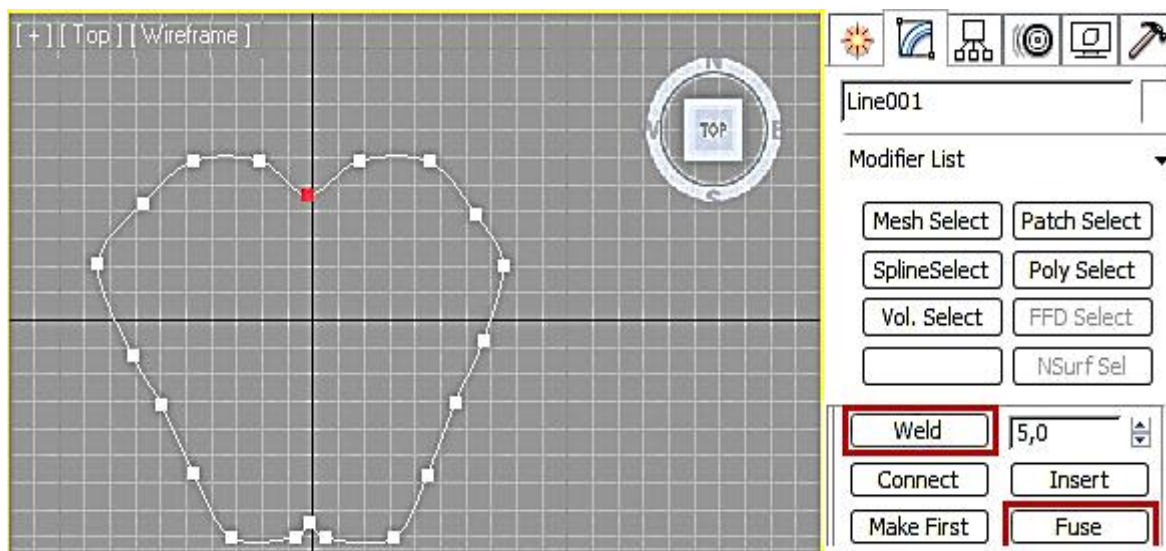 [ + ] [ Top ] [ Wireframe ]
N
W
TOP
E
S
Line001
Modifier List
Mesh Select
Patch Select
SplineSelect
Poly Select
Vol. Select
FFD Select
NSurf Sel
Weld
5,0
Connect
Insert
Make First
Fuse